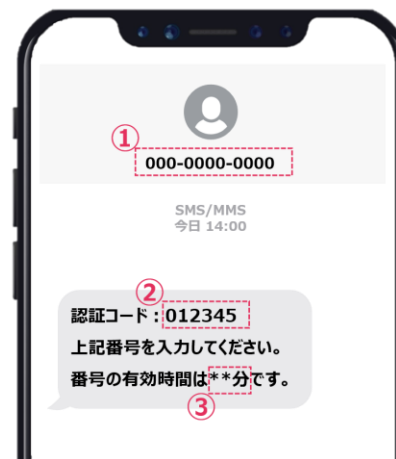 ①
000-0000-0000
SMS/MMS
今日 14:00
②
認証コード：012345
上記番号を入力してください。
番号の有効時間は**分です。
③